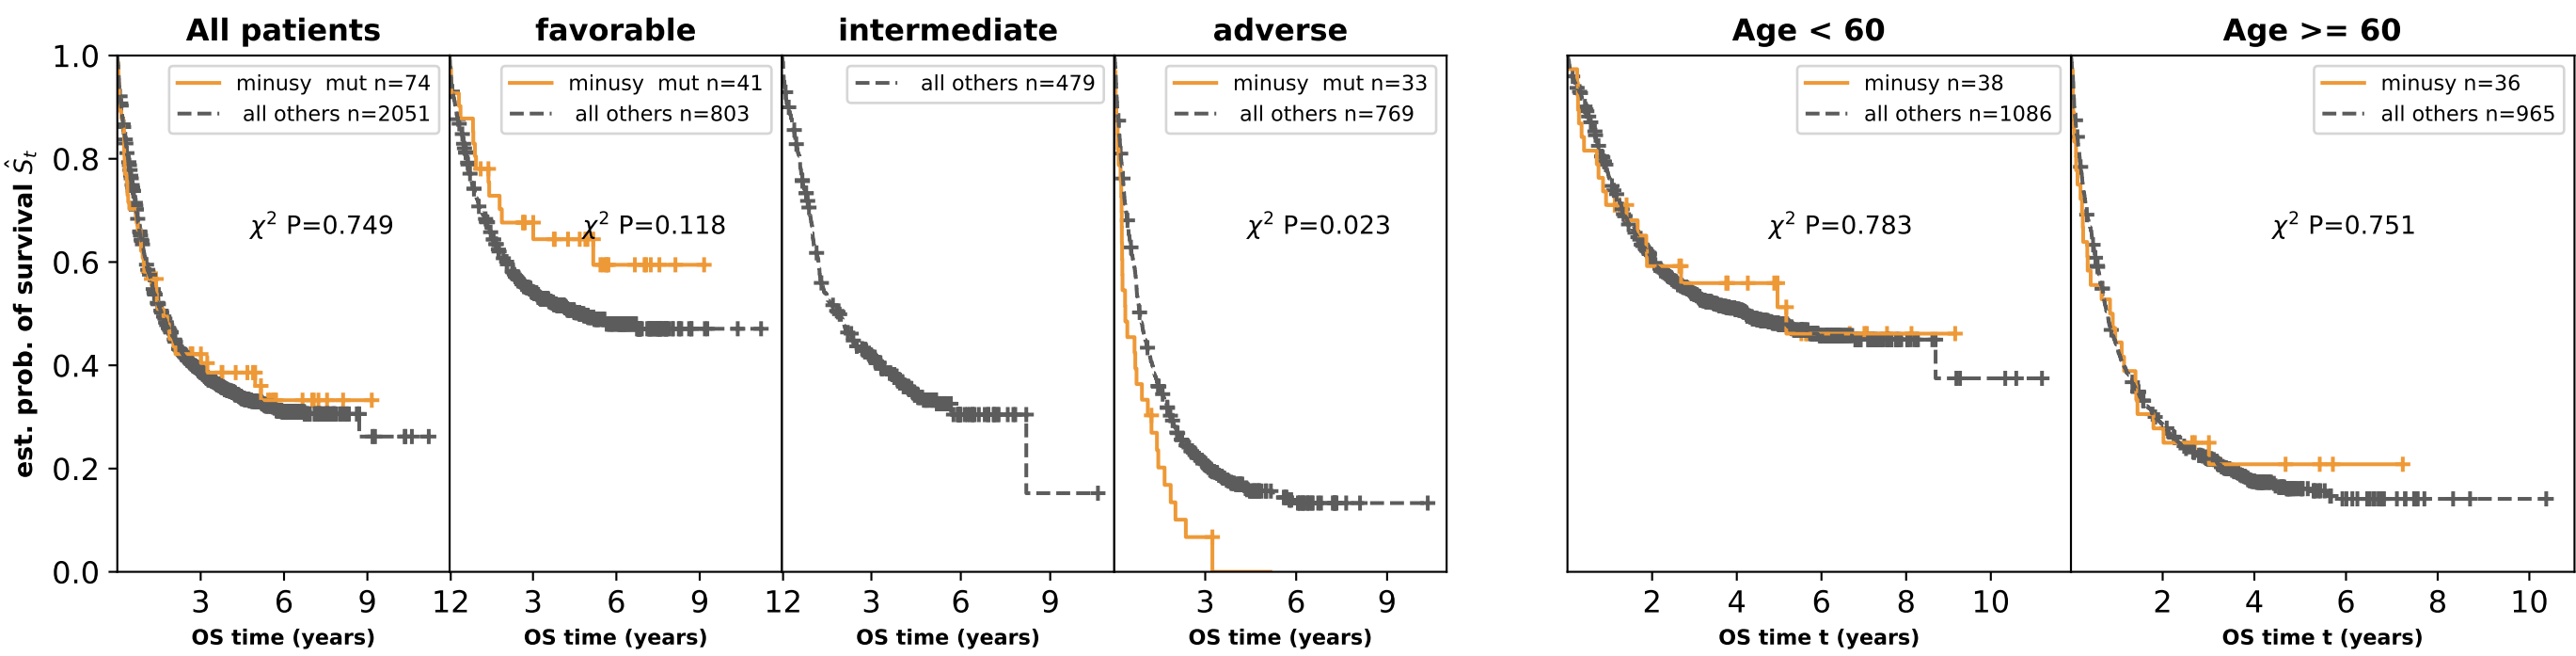 All patients
favorable
intermediate
adverse
Age < 60
Age >= 60
est. prob. of survival Ŝt
1.0
0.8
0.6
0.4
0.2
0.0
minusy  mut n=74
all others n=2051
χ² P=0.749
3 6 9 12
OS time (years)
minusy  mut n=41
all others n=803
χ² P=0.118
3 6 9 12
OS time (years)
all others n=479
3 6 9
OS time (years)
minusy  mut n=33
all others n=769
χ² P=0.023
3 6 9
OS time (years)
minusy n=38
all others n=1086
χ² P=0.783
2 4 6 8 10
OS time t (years)
minusy n=36
all others n=965
χ² P=0.751
2 4 6 8 10
OS time t (years)